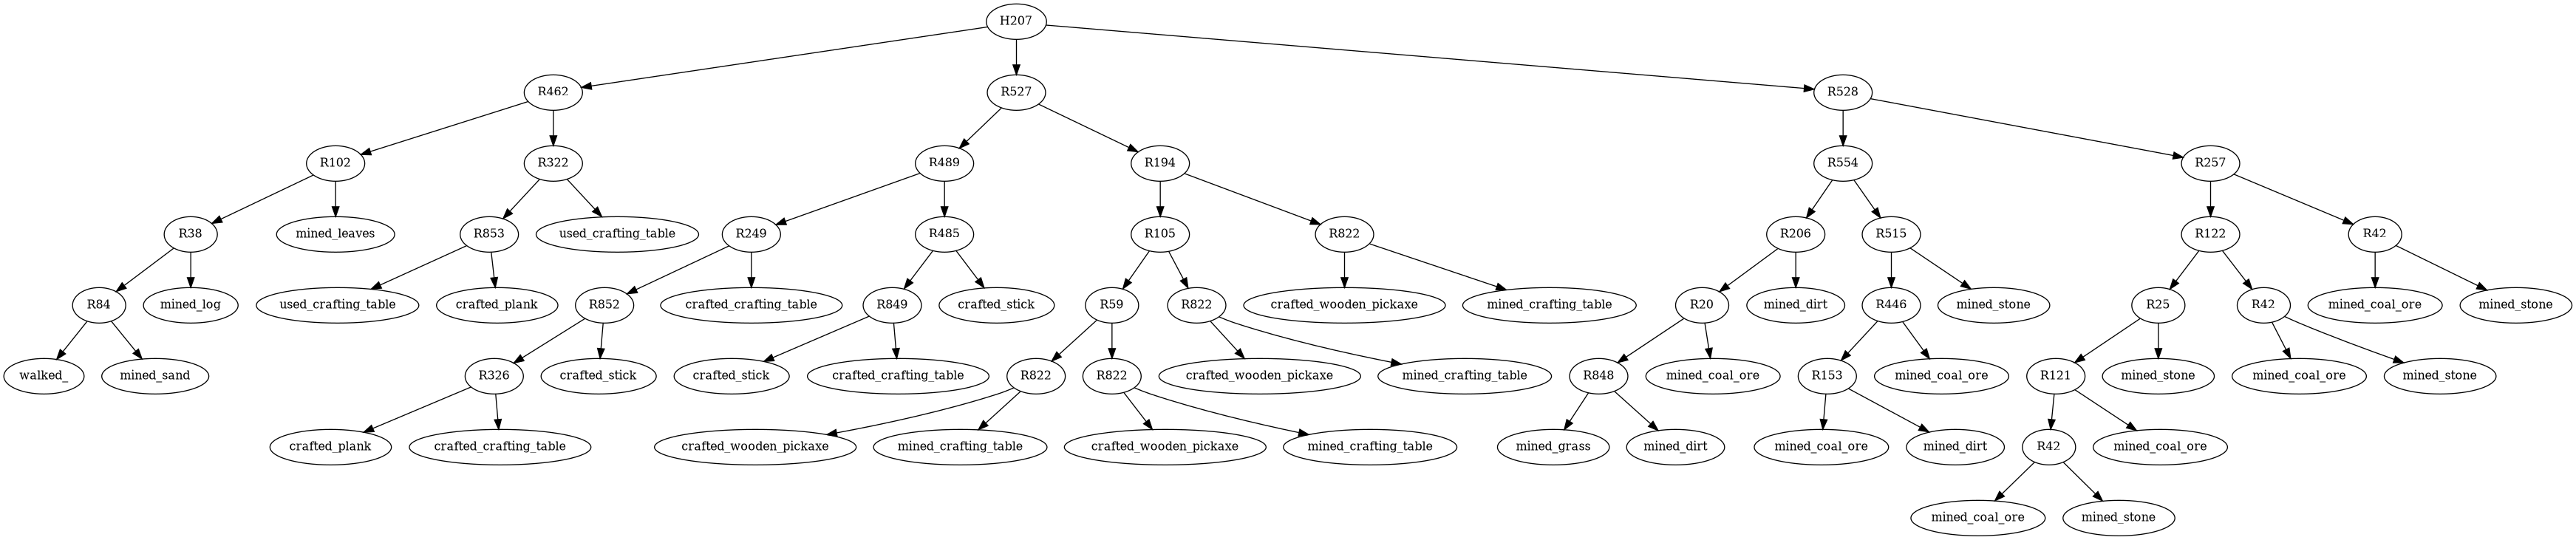 H207
R462
R527
R528
R102
R322
R489
R194
R554
R257
R38
mined_leaves
R853
used_crafting_table
R249
R485
R105
R822
R206
R515
R122
R42
R84
mined_log
used_crafting_table
crafted_plank
R852
crafted_crafting_table
R849
crafted_stick
R59
R822
crafted_wooden_pickaxe
mined_crafting_table
R20
mined_dirt
R446
mined_stone
R25
R42
mined_coal_ore
mined_stone
walked_
mined_sand
R326
crafted_stick
crafted_stick
crafted_crafting_table
R822
R822
crafted_wooden_pickaxe
mined_crafting_table
R848
mined_coal_ore
R153
mined_coal_ore
R121
mined_stone
mined_coal_ore
mined_stone
crafted_plank
crafted_crafting_table
crafted_wooden_pickaxe
mined_crafting_table
crafted_wooden_pickaxe
mined_crafting_table
mined_grass
mined_dirt
mined_coal_ore
mined_dirt
R42
mined_coal_ore
mined_coal_ore
mined_stone